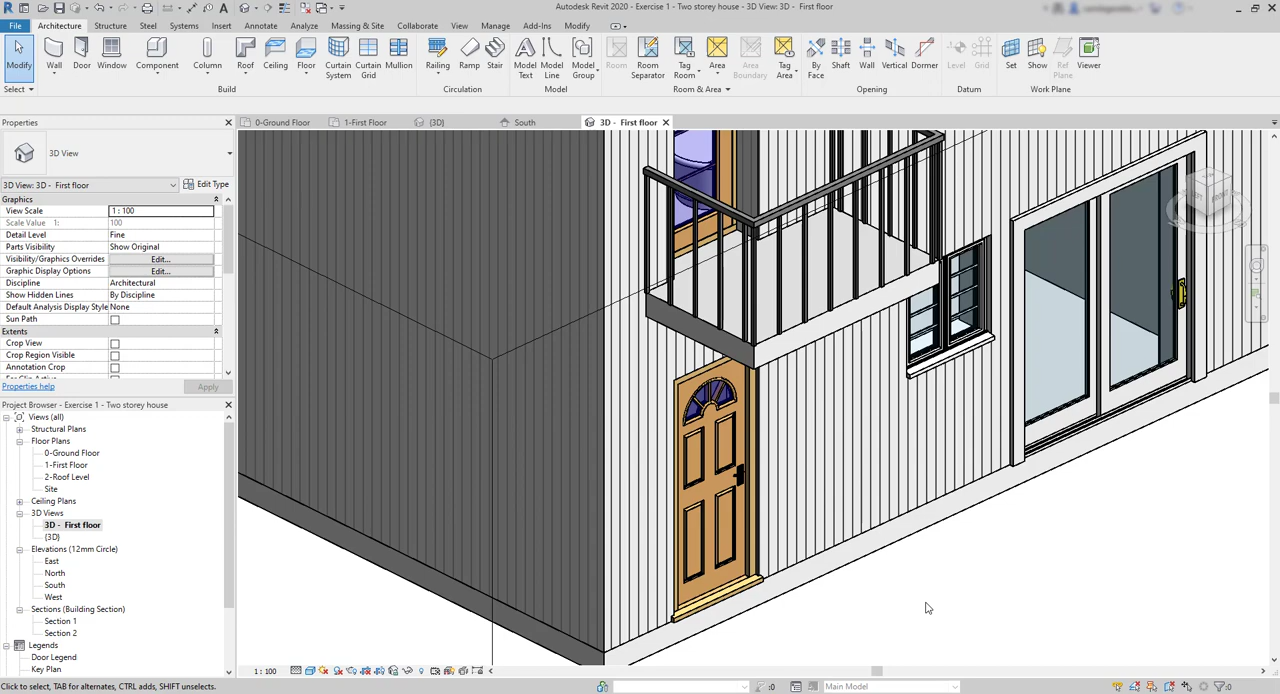 Autodesk Revit 2020 - Exercise 1 - Two storey house - 3D View: 3D - First floor
File Architecture Structure Steel Systems Insert Annotate Analyze Massing & Site Collaborate View Manage Add-Ins Modify
Modify Wall Door Window Component Column Roof Ceiling Floor Curtain System Curtain Grid Mullion Railing Ramp Stair Model Text Model Line Model Group Room Room Separator Tag Room Area Area Boundary Tag Area By Face Shaft Wall Vertical Dormer Level Grid Set Show Ref Plane Viewer
Select Build Circulation Model Room & Area Opening Datum Work Plane
Properties
0-Ground Floor 1-First Floor {3D} South 3D - First floor
3D View
3D View: 3D - First floor Edit Type
Graphics
View Scale 1 : 100
Scale Value 1: 100
Detail Level Fine
Parts Visibility Show Original
Visibility/Graphics Overrides Edit...
Graphic Display Options Edit...
Discipline Architectural
Show Hidden Lines By Discipline
Default Analysis Display Style None
Sun Path
Extents
Crop View
Crop Region Visible
Annotation Crop
Properties help Apply
Project Browser - Exercise 1 - Two storey house
Views (all)
Structural Plans
Floor Plans
0-Ground Floor
1-First Floor
2-Roof Level
Site
Ceiling Plans
3D Views
3D - First floor
{3D}
Elevations (12mm Circle)
East
North
South
West
Sections (Building Section)
Section 1
Section 2
Legends
Door Legend
Key Plan
1 : 100
Click to select, TAB for alternates, CTRL adds, SHIFT unselects. :0 Main Model :0